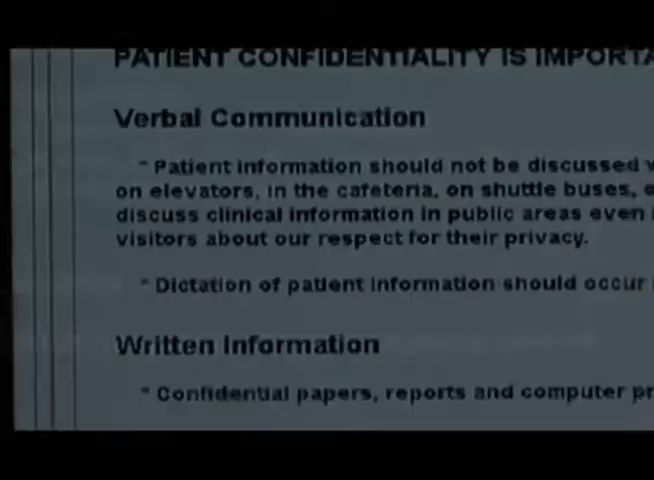 PATIENT CONFIDENTIALITY IS IMPORTA
Verbal Communication
" Patient information should not be discussed
on elevators, in the cafeteria, on shuttle buses,
discuss clinical information in public areas even
visitors about our respect for their privacy.
" Dictation of patient information should occur
Written Information
" Confidential papers, reports and computer pr